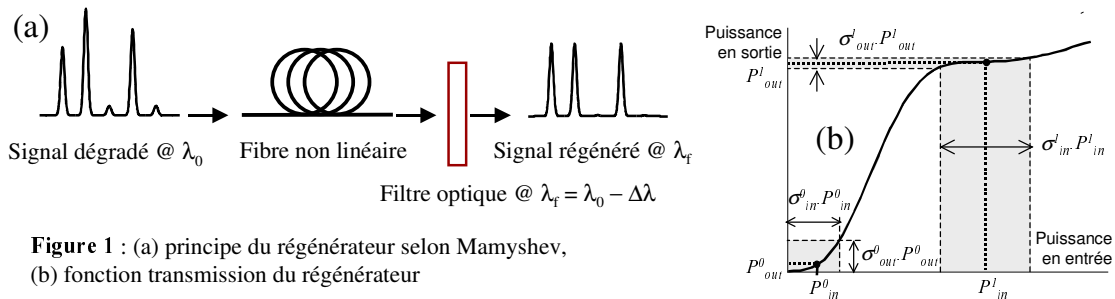 (a)
Signal dégradé @ λ0
Fibre non linéaire
Signal régénéré @ λf
Filtre optique @ λf = λ0 − Δλ
Figure 1 : (a) principe du régénérateur selon Mamyshev,
(b) fonction transmission du régénérateur
Puissance
en sortie
σ1out.P1out
P1out
(b)
σ1in.P1in
σ0in.P0in
σ0out.P0out
P0out
Puissance
en entrée
P0in
P1in